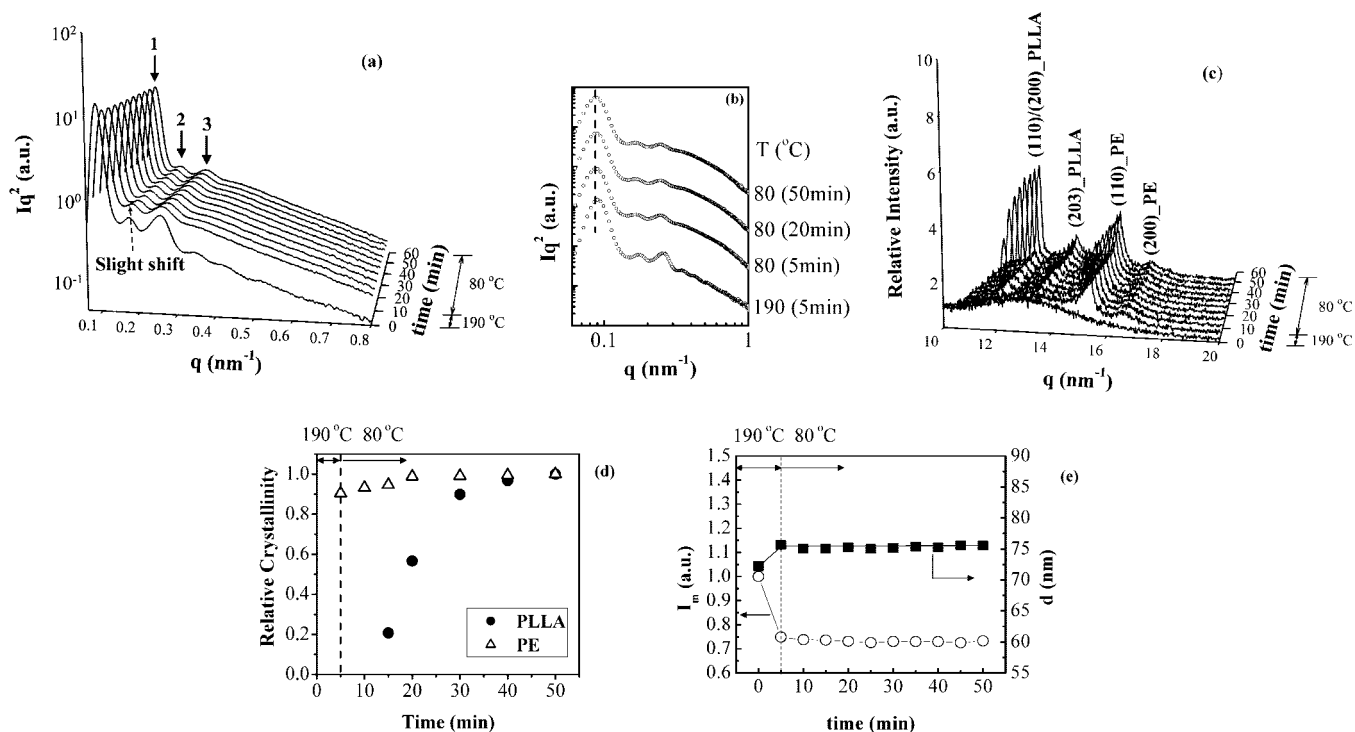 (a)
10²
10¹
10⁰
10⁻¹
Iq² (a.u.)
1
2
3
Slight shift
0.1 0.2 0.3 0.4 0.5 0.6 0.7 0.8
q (nm⁻¹)
0 10 20 30 40 50 60
time (min)
80 °C
190 °C
(b)
Iq² (a.u.)
T (°C)
80 (50min)
80 (20min)
80 (5min)
190 (5min)
0.1 1
q (nm⁻¹)
(c)
Relative Intensity (a.u.)
10
8
6
4
2
(110)/(200)_PLLA
(203)_PLLA
(110)_PE
(200)_PE
10 12 14 16 18 20
q (nm⁻¹)
0 10 20 30 40 50 60
time (min)
80 °C
190 °C
190 °C 80 °C
(d)
Relative Crystallinity
1.0
0.8
0.6
0.4
0.2
0.0
PLLA
PE
0 10 20 30 40 50
Time (min)
190 °C 80 °C
(e)
Iₘ (a.u.)
1.5
1.4
1.3
1.2
1.1
1.0
0.9
0.8
0.7
0.6
90
85
80
75
70
65
60
55
d (nm)
0 10 20 30 40 50
time (min)